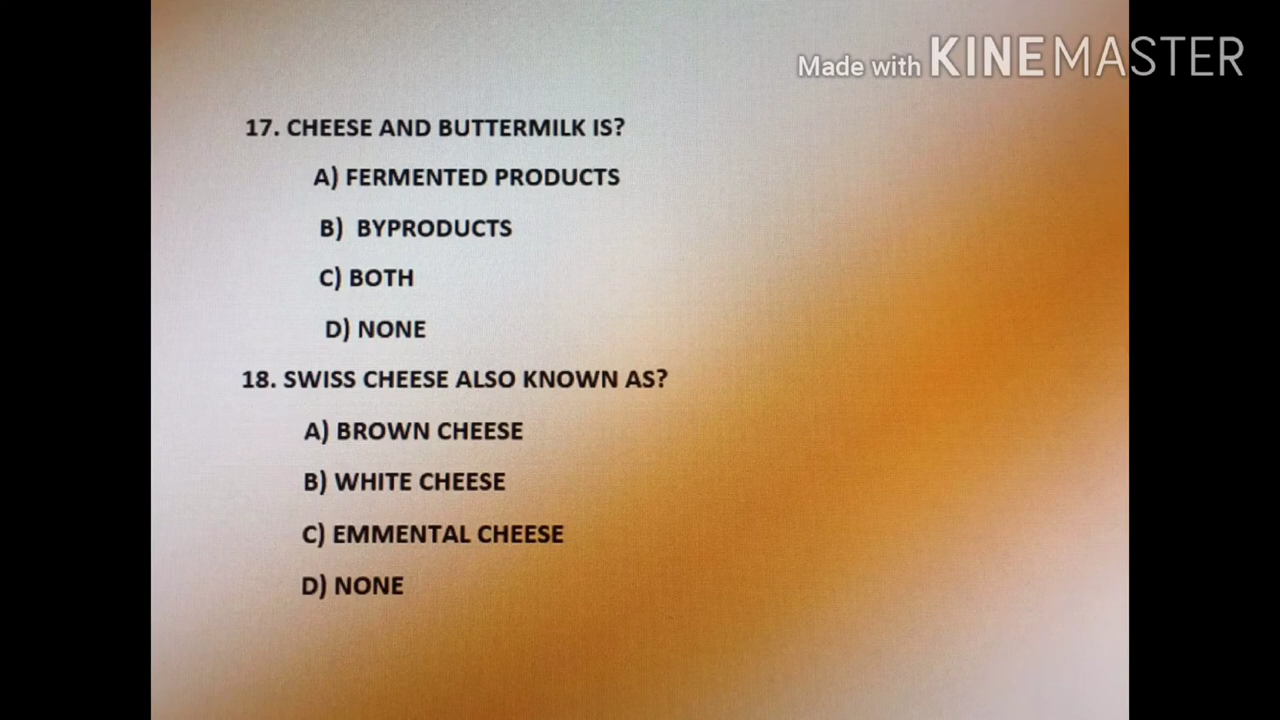 Made with KINEMASTER
17. CHEESE AND BUTTERMILK IS?
A) FERMENTED PRODUCTS
B) BYPRODUCTS
C) BOTH
D) NONE
18. SWISS CHEESE ALSO KNOWN AS?
A) BROWN CHEESE
B) WHITE CHEESE
C) EMMENTAL CHEESE
D) NONE